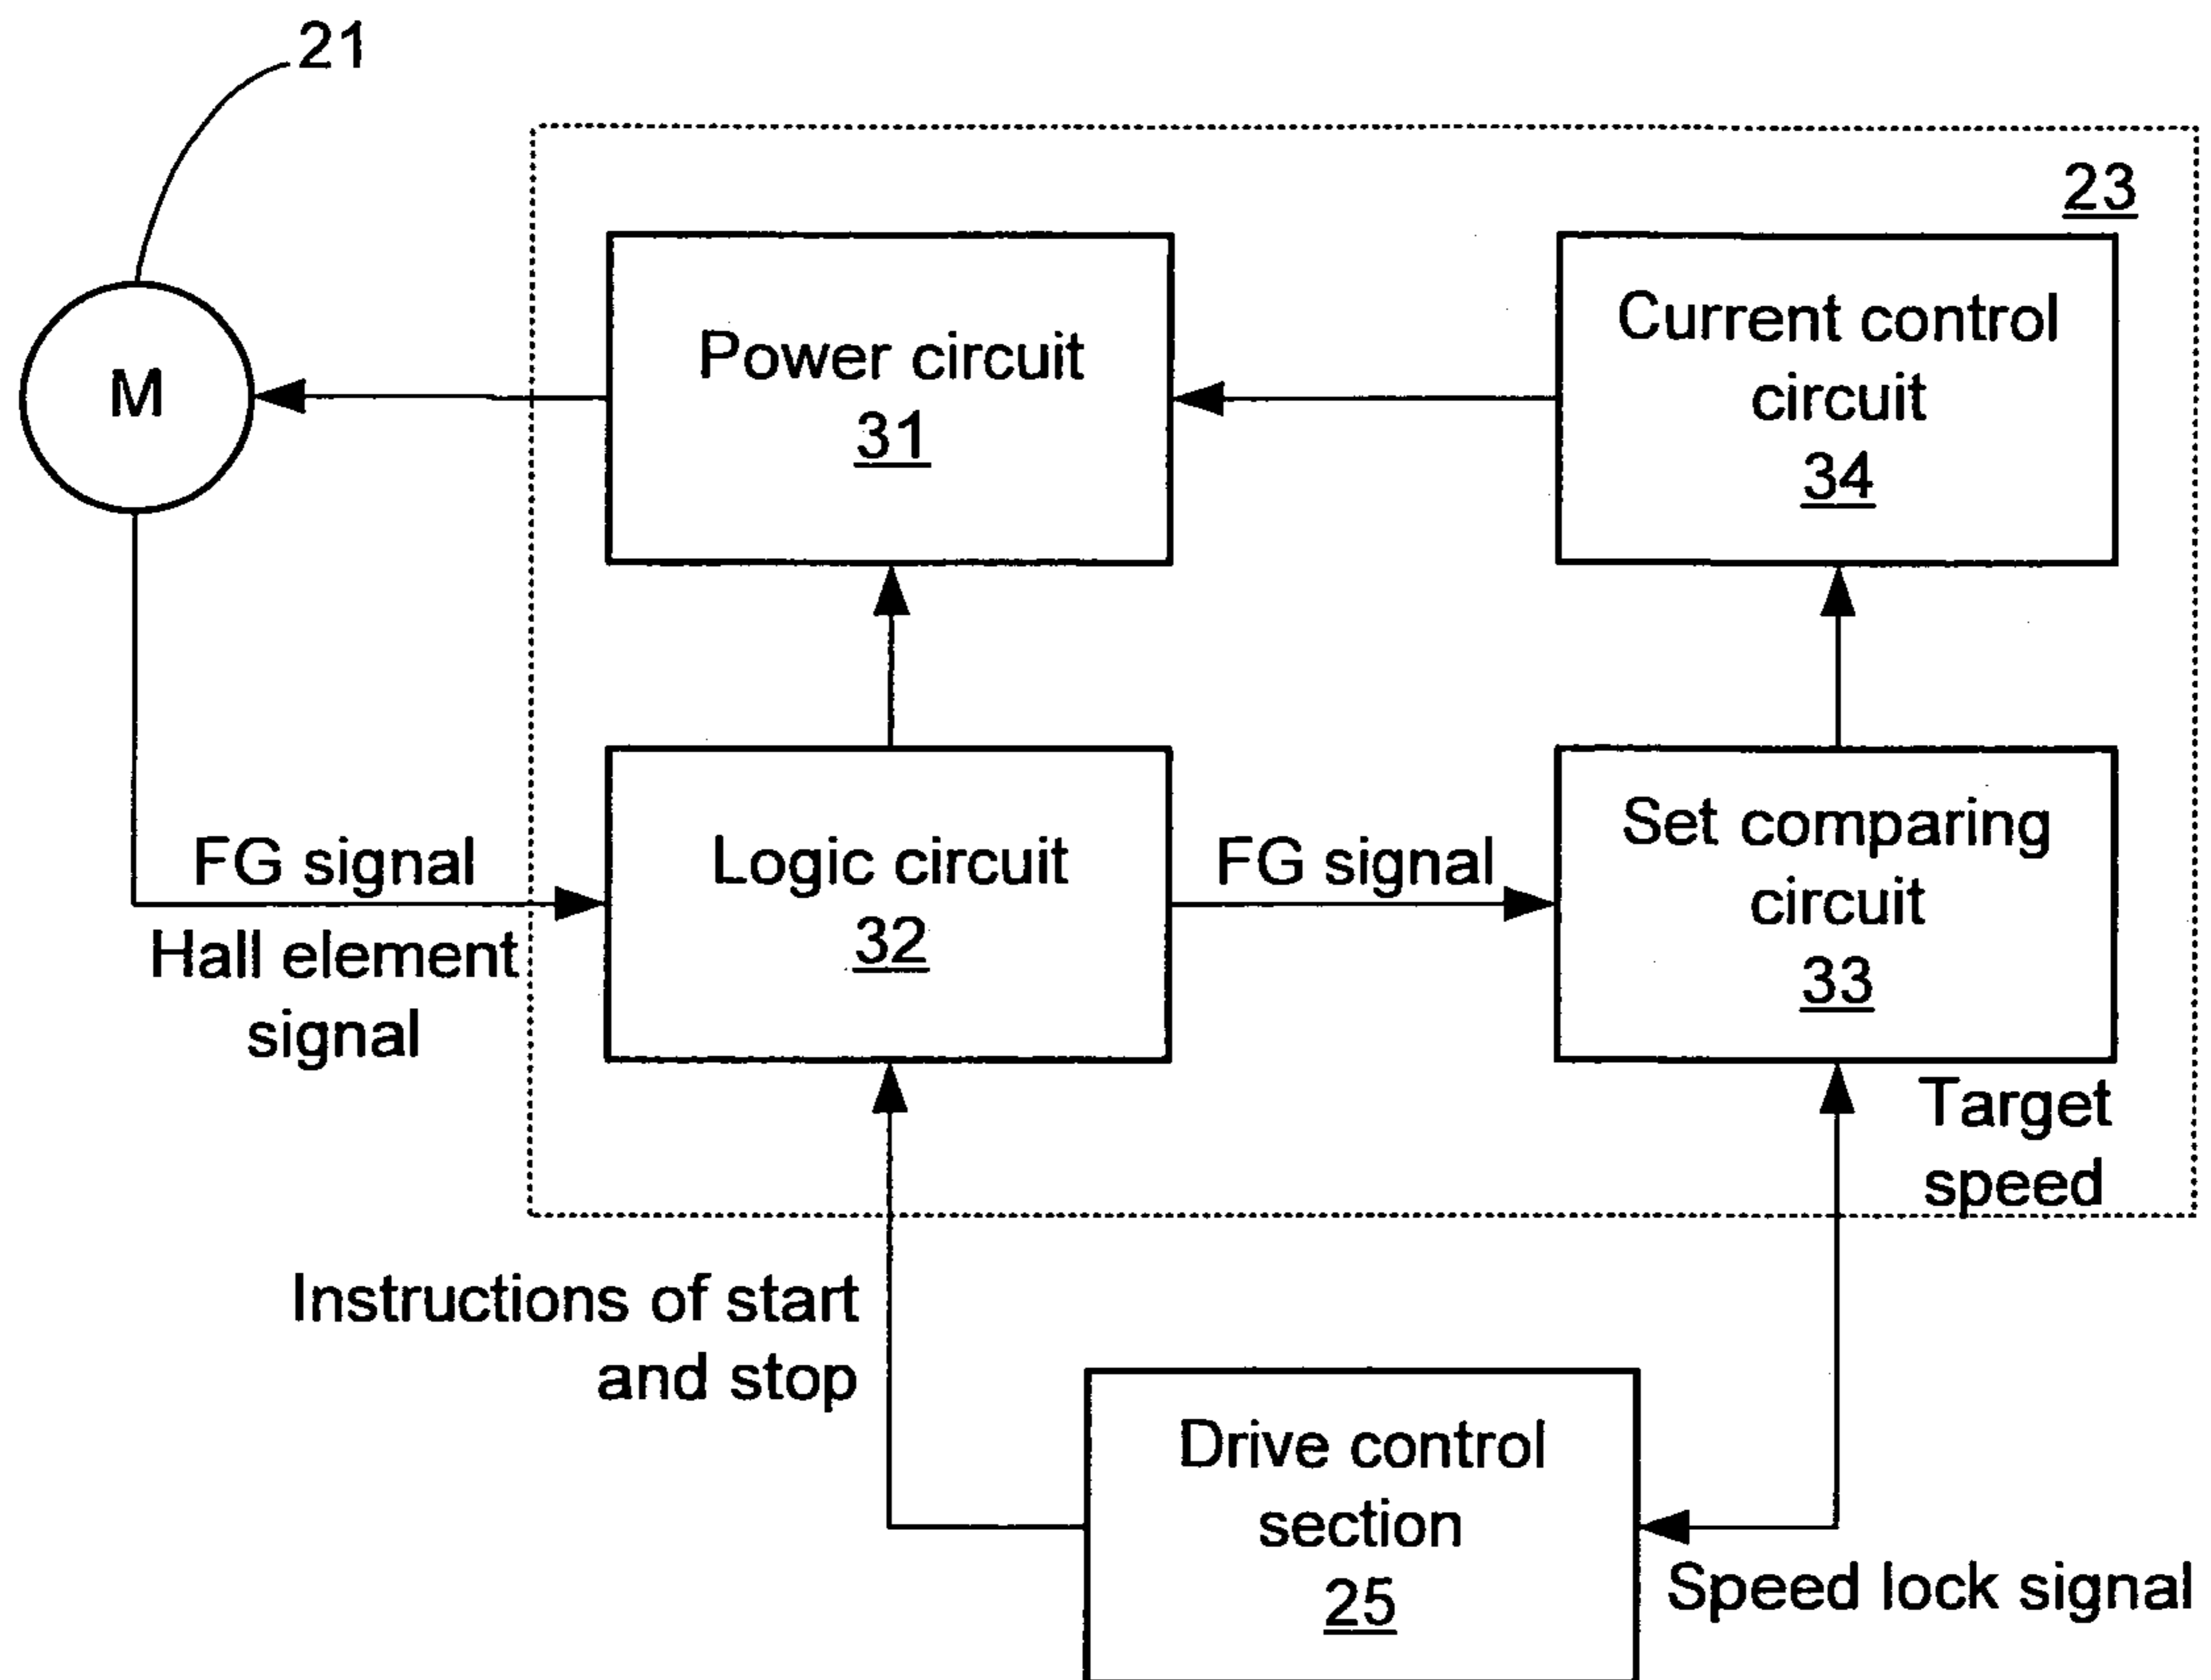 21
23
Power circuit
31
Current control
circuit
34
M
FG signal
Hall element
signal
Logic circuit
32
FG signal
Set comparing
circuit
33
Target
speed
Instructions of start
and stop
Drive control
section
25
Speed lock signal